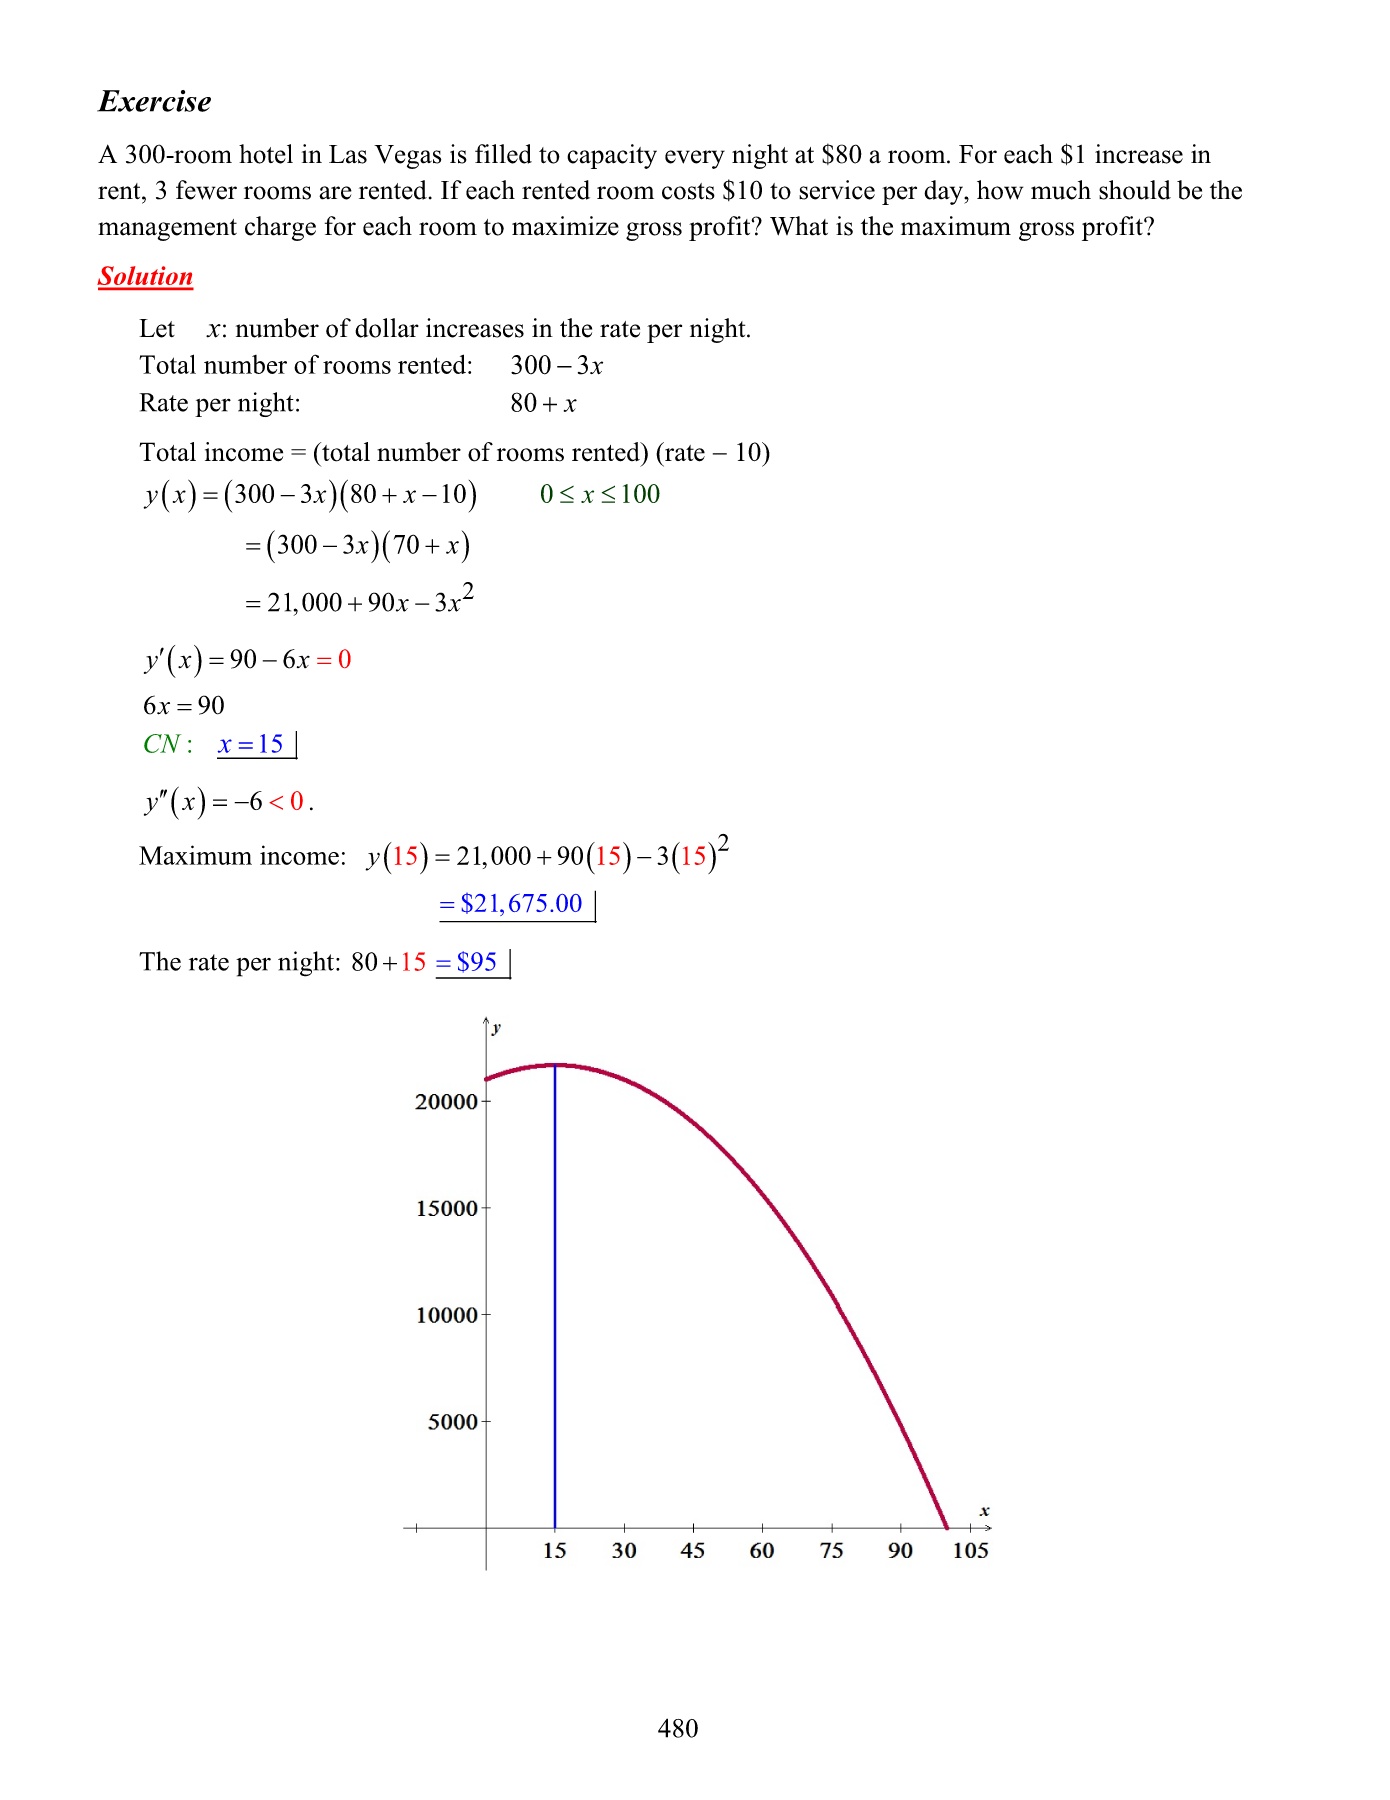 Exercise
A 300-room hotel in Las Vegas is filled to capacity every night at $80 a room. For each $1 increase in
rent, 3 fewer rooms are rented. If each rented room costs $10 to service per day, how much should be the
management charge for each room to maximize gross profit? What is the maximum gross profit?
Solution
Let x: number of dollar increases in the rate per night.
Total number of rooms rented: 300 – 3x
Rate per night: 80 + x
Total income = (total number of rooms rented) (rate – 10)
y(x) = (300 – 3x)(80 + x – 10) 0 ≤ x ≤ 100
= (300 – 3x)(70 + x)
= 21,000 + 90x – 3x²
y′(x) = 90 – 6x = 0
6x = 90
CN: x = 15
y″(x) = –6 < 0.
Maximum income: y(15) = 21,000 + 90(15) – 3(15)²
= $21,675.00
The rate per night: 80 + 15 = $95
y
20000
15000
10000
5000
x
15 30 45 60 75 90 105
480